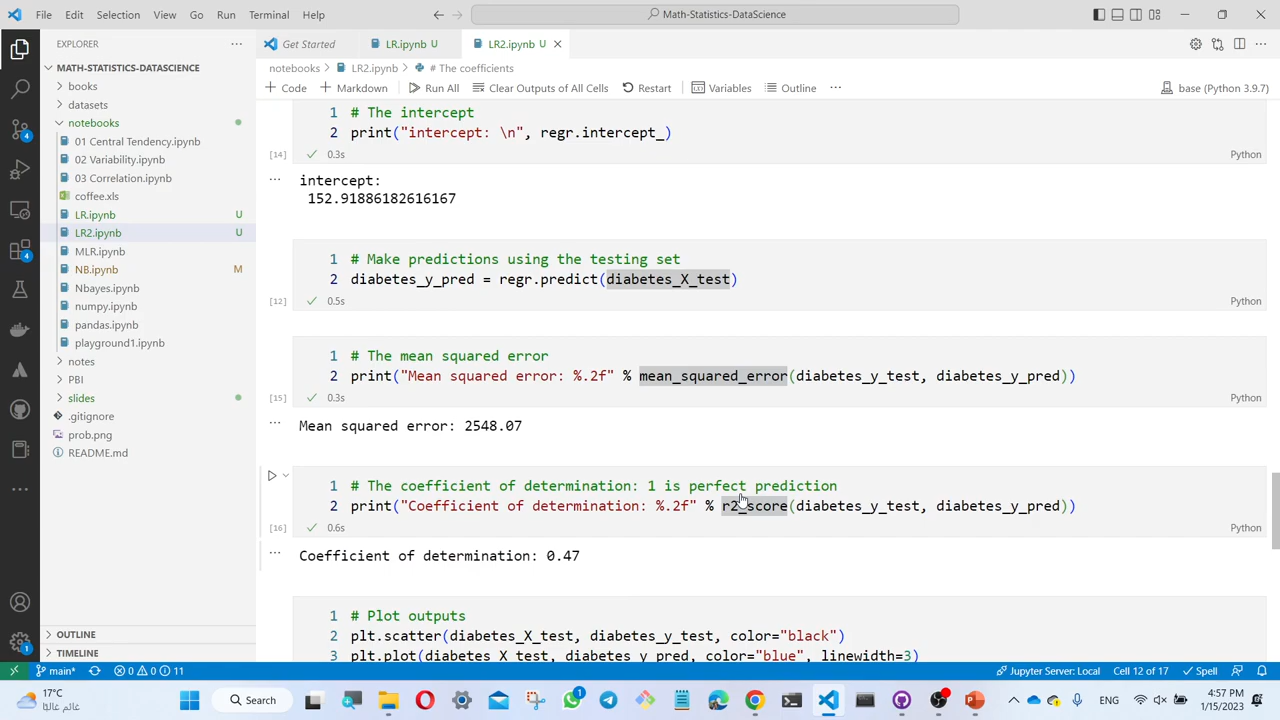 File Edit Selection View Go Run Terminal Help
Math-Statistics-DataScience
EXPLORER
MATH-STATISTICS-DATASCIENCE
books
datasets
notebooks
01 Central Tendency.ipynb
02 Variability.ipynb
03 Correlation.ipynb
coffee.xls
LR.ipynb U
LR2.ipynb U
MLR.ipynb
NB.ipynb M
Nbayes.ipynb
numpy.ipynb
pandas.ipynb
playground1.ipynb
notes
PBI
slides
.gitignore
prob.png
README.md
OUTLINE
TIMELINE
4
4
1
Get Started LR.ipynb U LR2.ipynb U
notebooks > LR2.ipynb > # The coefficients
+ Code + Markdown Run All Clear Outputs of All Cells Restart Variables Outline ... base (Python 3.9.7)
1 # The intercept
2 print("intercept: \n", regr.intercept_)
[14] 0.3s Python
intercept:
152.91886182616167
1 # Make predictions using the testing set
2 diabetes_y_pred = regr.predict(diabetes_X_test)
[12] 0.5s Python
1 # The mean squared error
2 print("Mean squared error: %.2f" % mean_squared_error(diabetes_y_test, diabetes_y_pred))
[15] 0.3s Python
Mean squared error: 2548.07
1 # The coefficient of determination: 1 is perfect prediction
2 print("Coefficient of determination: %.2f" % r2_score(diabetes_y_test, diabetes_y_pred))
[16] 0.6s Python
Coefficient of determination: 0.47
1 # Plot outputs
2 plt.scatter(diabetes_X_test, diabetes_y_test, color="black")
3 plt.plot(diabetes_X_test, diabetes_y_pred, color="blue", linewidth=3)
main* 0 0 11 Jupyter Server: Local Cell 12 of 17 Spell
17°C
غائم غالبًا
Search
1
ENG
4:57 PM
1/15/2023